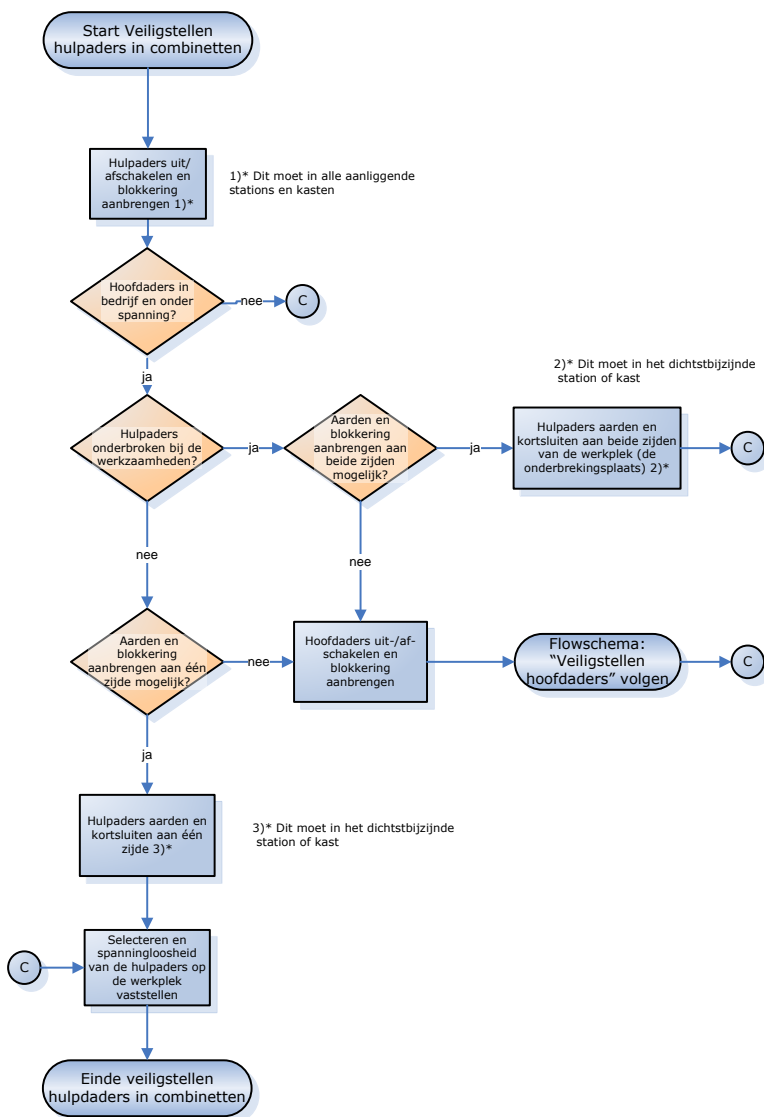 Start Veiligstellen
hulpaders in combinetten
Hulpaders uit/
afschakelen en
blokkering
aanbrengen 1)*
1)* Dit moet in alle aanliggende
stations en kasten
Hoofdaders in
bedrijf en onder
spanning?
nee
C
ja
2)* Dit moet in het dichtstbijzijnde
station of kast
Hulpaders
onderbroken bij de
werkzaamheden?
ja
Aarden en
blokkering
aanbrengen aan
beide zijden
mogelijk?
ja
Hulpaders aarden en
kortsluiten aan beide zijden
van de werkplek (de
onderbrekingsplaats) 2)*
C
nee
nee
Aarden en
blokkering
aanbrengen aan één
zijde mogelijk?
nee
Hoofdaders uit-/af-
schakelen en
blokkering
aanbrengen
Flowschema:
“Veiligstellen
hoofdaders” volgen
C
ja
Hulpaders aarden en
kortsluiten aan één
zijde 3)*
3)* Dit moet in het dichtstbijzijnde
station of kast
C
Selecteren en
spanningloosheid
van de hulpaders op
de werkplek
vaststellen
Einde veiligstellen
hulpdaders in combinetten